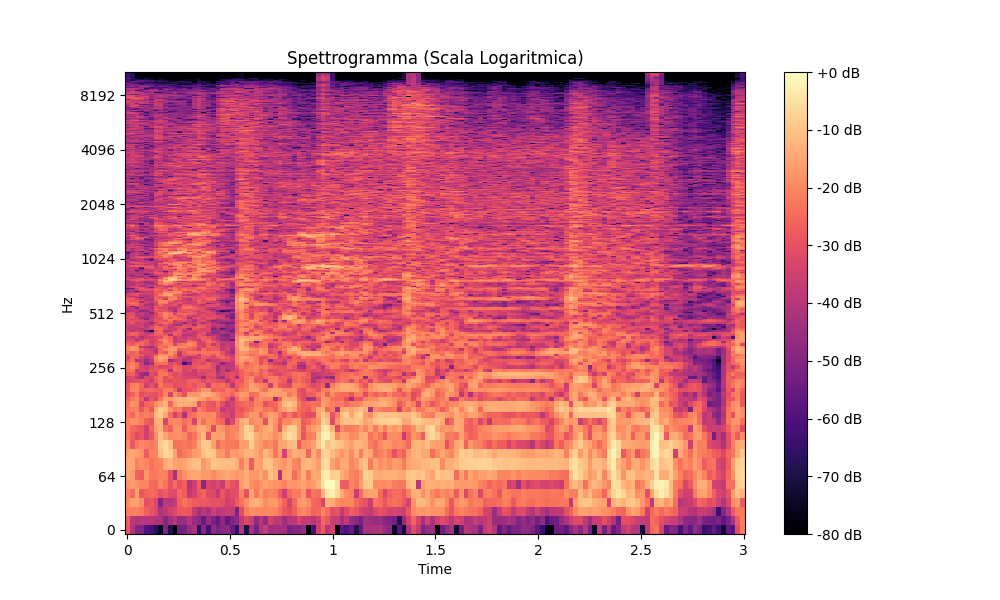 Spettrogramma (Scala Logaritmica)
Hz
8192
4096
2048
1024
512
256
128
64
0
0 0.5 1 1.5 2 2.5 3
Time
+0 dB
-10 dB
-20 dB
-30 dB
-40 dB
-50 dB
-60 dB
-70 dB
-80 dB